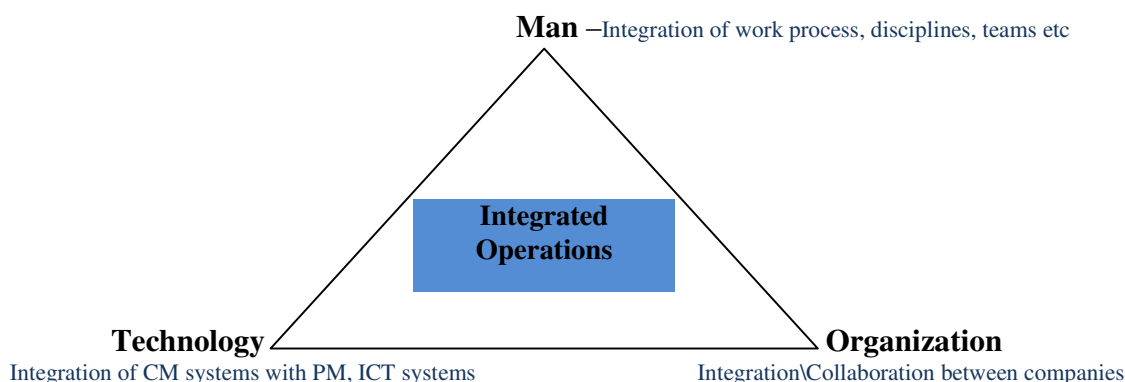 Man –Integration of work process, disciplines, teams etc
Integrated
Operations
Technology
Organization
Integration of CM systems with PM, ICT systems
Integration\Collaboration between companies